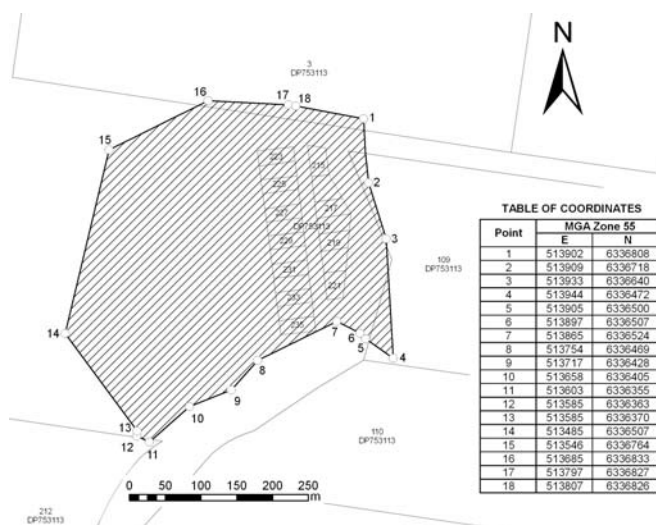 N
3
DP753113
16
17
18
1
15
223
215
2
225
217
227
DP753113
TABLE OF COORDINATES
Point MGA Zone 55
E N
1 513902 6336808
2 513909 6336718
3 513933 6336640
4 513944 6336472
5 513905 6336500
6 513897 6336507
7 513865 6336524
8 513754 6336469
9 513717 6336428
10 513658 6336405
11 513603 6336355
12 513585 6336363
13 513585 6336370
14 513485 6336507
15 513546 6336764
16 513685 6336833
17 513797 6336827
18 513807 6336826
3
229
219
109
DP753113
231
221
233
235
14
7
6
5
4
8
9
10
13
12
11
110
DP753113
0 50 100 150 200 250
m
212
DP753113